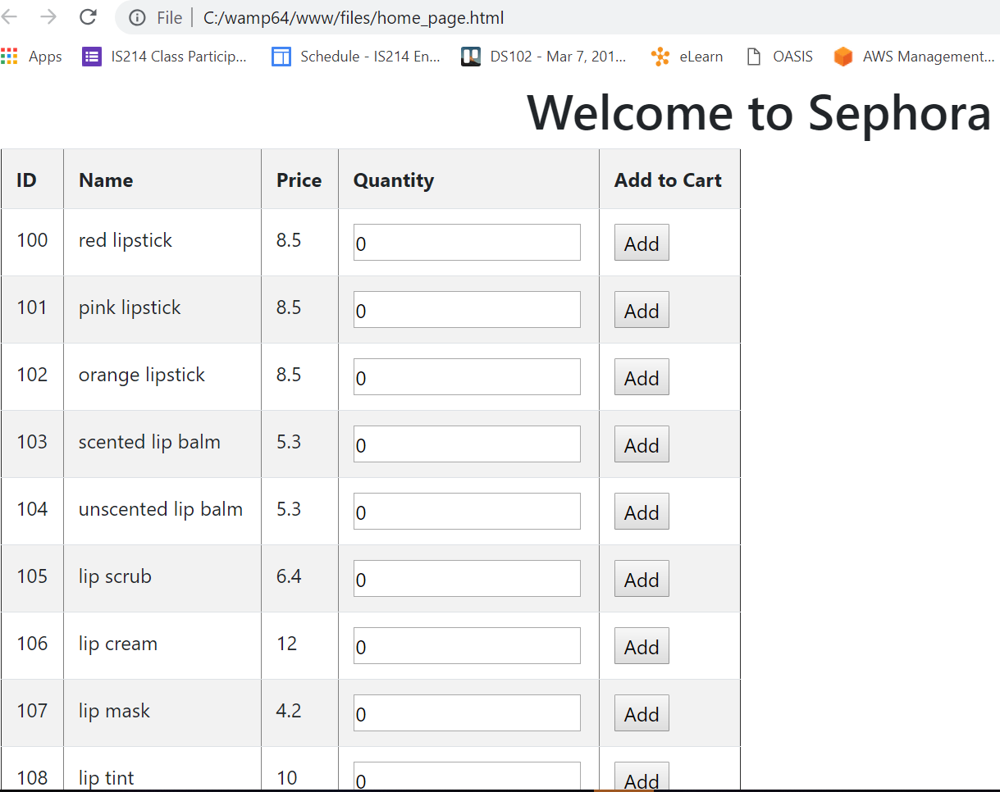 File | C:/wamp64/www/files/home_page.html
Apps IS214 Class Particip... Schedule - IS214 En... DS102 - Mar 7, 201... eLearn OASIS AWS Management...
Welcome to Sephora
ID Name Price Quantity Add to Cart
100 red lipstick 8.5 0 Add
101 pink lipstick 8.5 0 Add
102 orange lipstick 8.5 0 Add
103 scented lip balm 5.3 0 Add
104 unscented lip balm 5.3 0 Add
105 lip scrub 6.4 0 Add
106 lip cream 12 0 Add
107 lip mask 4.2 0 Add
108 lip tint 10 0 Add